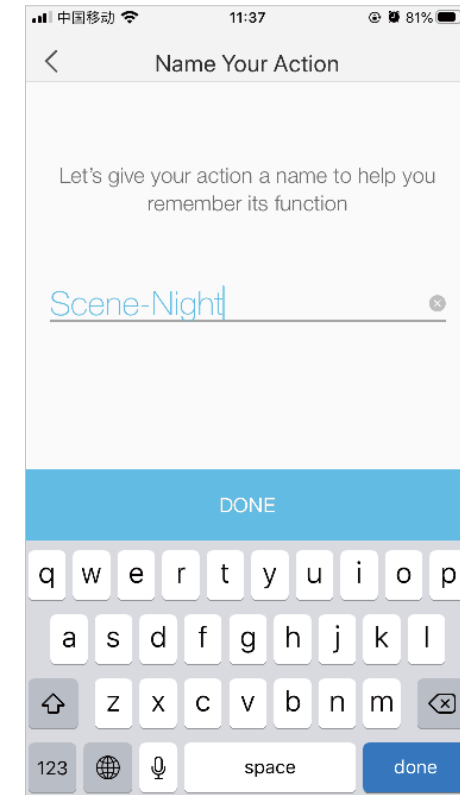 中国移动 11:37 81%
Name Your Action
Let's give your action a name to help you
remember its function
Scene-Night
DONE
q w e r t y u i o p
a s d f g h j k l
z x c v b n m
123 space done